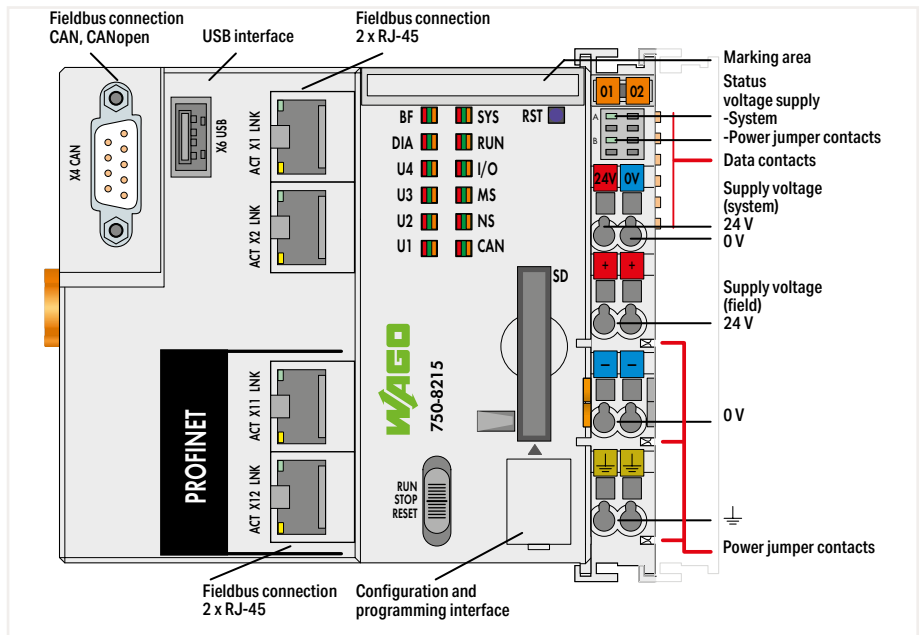 Fieldbus connection
CAN, CANopen
USB interface
Fieldbus connection
2 x RJ-45
Marking area
Status
voltage supply
-System
-Power jumper contacts
Data contacts
Supply voltage
(system)
24 V
0 V
Supply voltage
(field)
24 V
0 V
Power jumper contacts
X4 CAN
X6 USB
ACT X1 LNK
ACT X2 LNK
BF
SYS
RST
DIA
RUN
U4
I/O
U3
MS
U2
NS
U1
CAN
SD
01 02
A
B
24V 0V
+ +
− −
WAGO
750-8215
PROFINET
ACT X11 LNK
ACT X12 LNK
RUN
STOP
RESET
Fieldbus connection
2 x RJ-45
Configuration and
programming interface